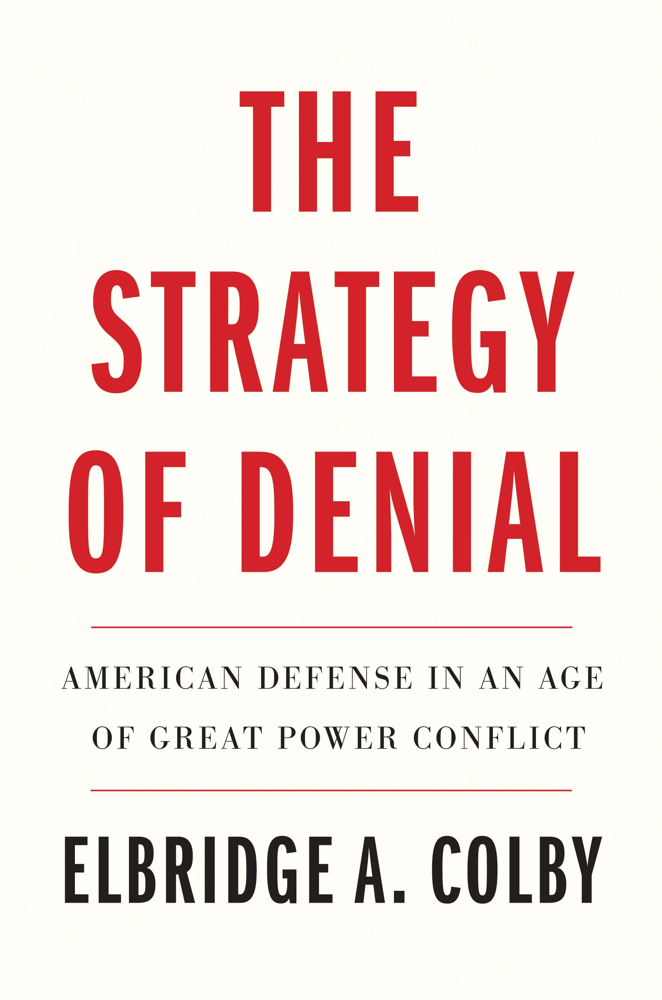 THE
STRATEGY
OF DENIAL
AMERICAN DEFENSE IN AN AGE
OF GREAT POWER CONFLICT
ELBRIDGE A. COLBY